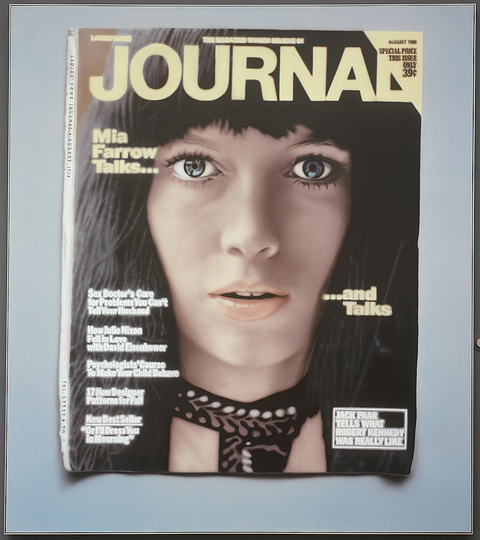 LADIES' HOME
THE MAGAZINE WOMEN BELIEVE IN
AUGUST 1968
JOURNAL
SPECIAL PRICE
THIS ISSUE
ONLY
39¢
Mia
Farrow
Talks...
...and
Talks
Sex Doctor's Care
for Problems You Can't
Tell Your Husband
How Julie Nixon
Fell in Love
with David Eisenhower
Psychologists' Course
To Make Your Child Behave
17 New Designer
Patterns for Fall
New Best Seller
"Or I'll Dress You
in Mourning"
JACK PAAR
TELLS WHAT
ROBERT KENNEDY
WAS REALLY LIKE